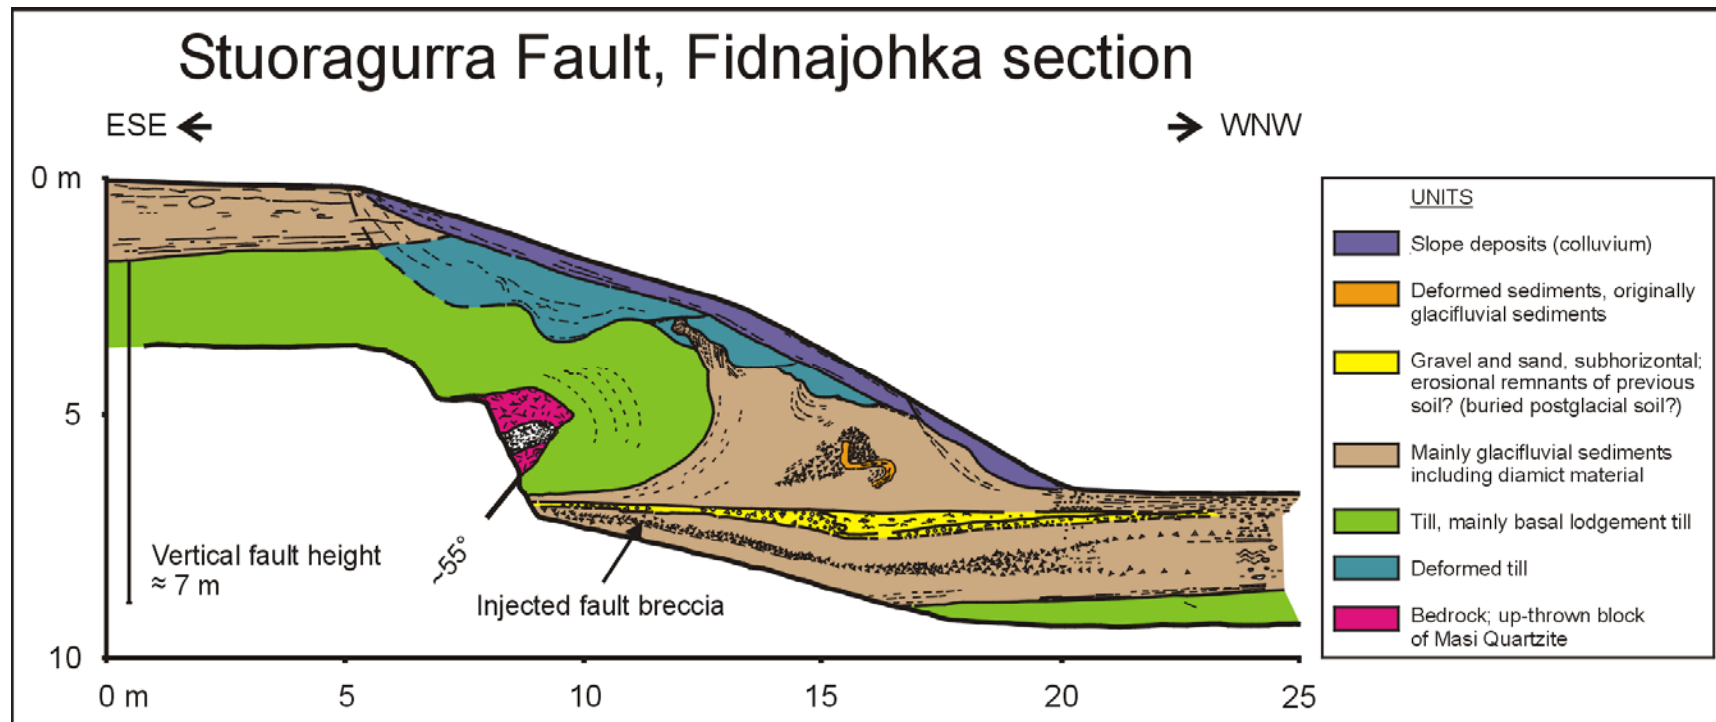 Stuoragurra Fault, Fidnajohka section
ESE
WNW
0 m
5
10
0 m
5
10
15
20
25
Vertical fault height
≈ 7 m
~55°
Injected fault breccia
UNITS
Slope deposits (colluvium)
Deformed sediments, originally
glacifluvial sediments
Gravel and sand, subhorizontal;
erosional remnants of previous
soil? (buried postglacial soil?)
Mainly glacifluvial sediments
including diamict material
Till, mainly basal lodgement till
Deformed till
Bedrock; up-thrown block
of Masi Quartzite